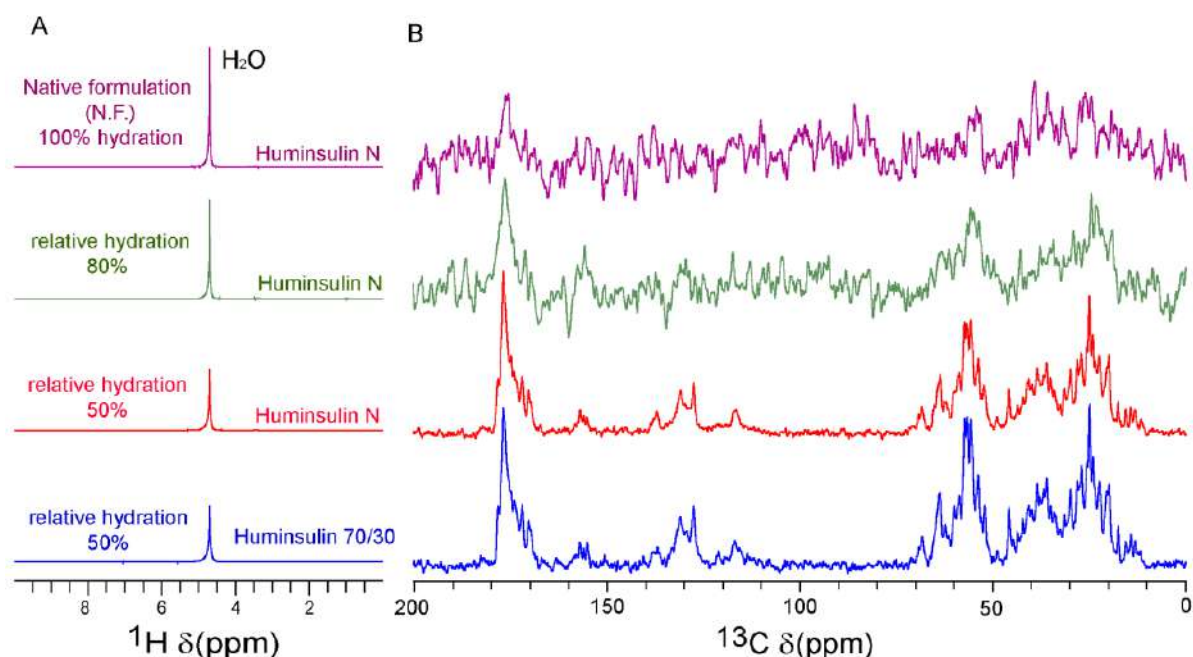 A
B
H₂O
Native formulation
(N.F.)
100% hydration
Huminsulin N
relative hydration
80%
Huminsulin N
relative hydration
50%
Huminsulin N
relative hydration
50%
Huminsulin 70/30
8 6 4 2
200 150 100 50 0
¹H δ(ppm)
¹³C δ(ppm)